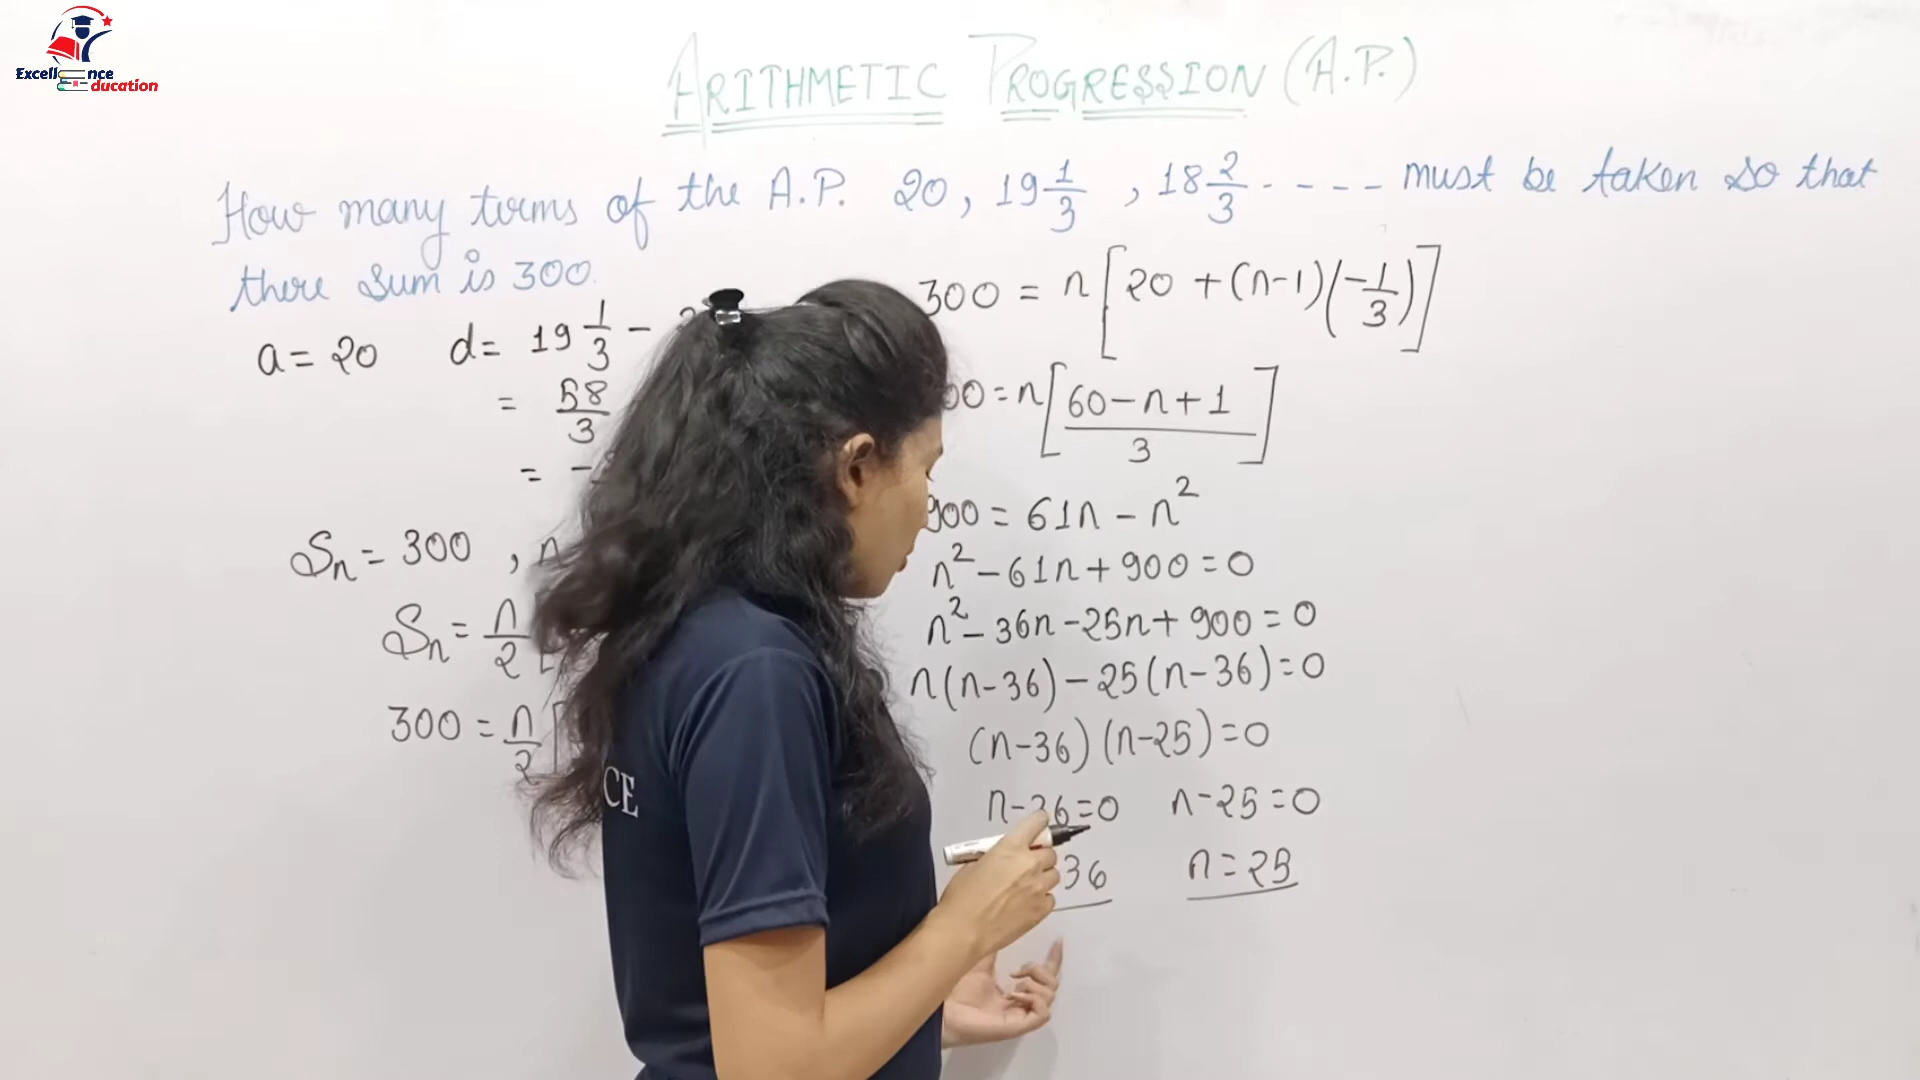 Excellence
Education
ARITHMETIC PROGRESSION (A.P.)
How many terms of the A.P. 20, 19 1/3, 18 2/3 ----- must be taken so that
there sum is 300.
a = 20 d = 19 1/3 -
= 58/3
= -
Sn = 300 , n
Sn = n/2 [
300 = n/2 [
300 = n [20 + (n-1)(-1/3)]
00 = n [(60-n+1)/3]
900 = 61n - n²
n² - 61n + 900 = 0
n² - 36n - 25n + 900 = 0
n(n-36) - 25(n-36) = 0
(n-36)(n-25) = 0
n-36=0 n-25=0
36 n = 25
CE